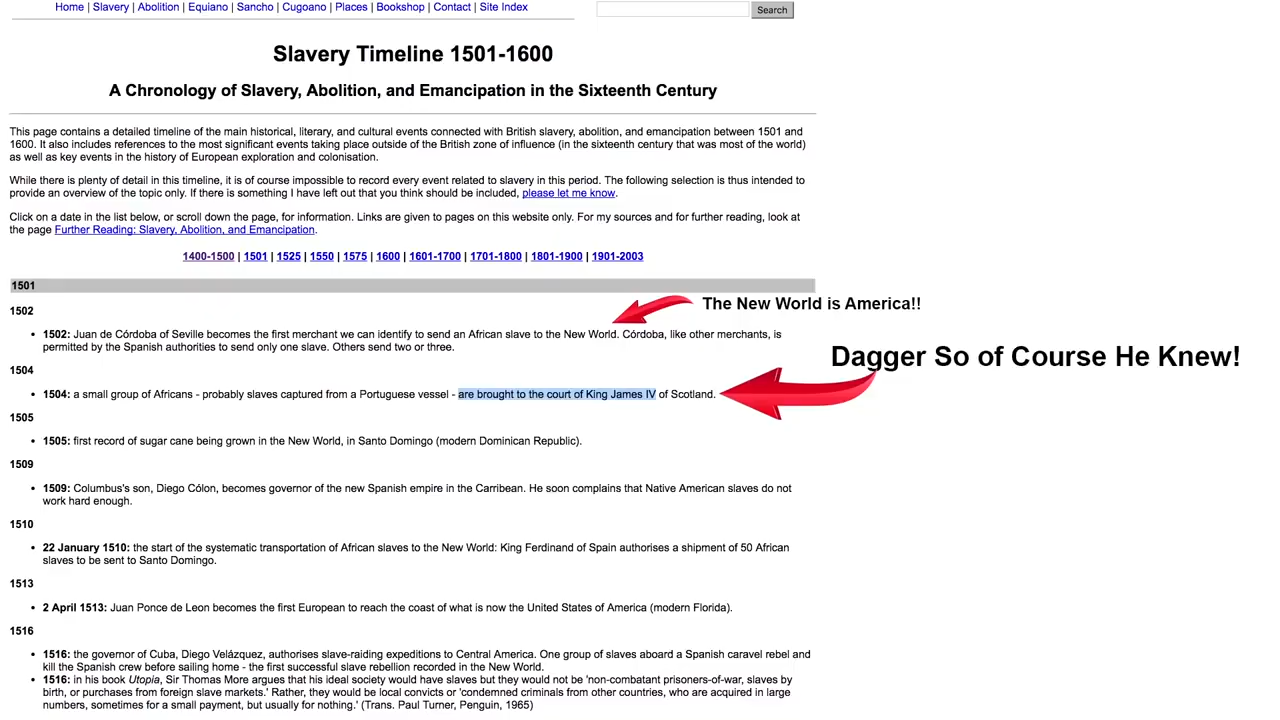 Home | Slavery | Abolition | Equiano | Sancho | Cugoano | Places | Bookshop | Contact | Site Index
Search
Slavery Timeline 1501-1600
A Chronology of Slavery, Abolition, and Emancipation in the Sixteenth Century
This page contains a detailed timeline of the main historical, literary, and cultural events connected with British slavery, abolition, and emancipation between 1501 and
1600. It also includes references to the most significant events taking place outside of the British zone of influence (in the sixteenth century that was most of the world)
as well as key events in the history of European exploration and colonisation.
While there is plenty of detail in this timeline, it is of course impossible to record every event related to slavery in this period. The following selection is thus intended to
provide an overview of the topic only. If there is something I have left out that you think should be included, please let me know.
Click on a date in the list below, or scroll down the page, for information. Links are given to pages on this website only. For my sources and for further reading, look at
the page Further Reading: Slavery, Abolition, and Emancipation.
1400-1500 | 1501 | 1525 | 1550 | 1575 | 1600 | 1601-1700 | 1701-1800 | 1801-1900 | 1901-2003
1501
The New World is America!!
1502
• 1502: Juan de Córdoba of Seville becomes the first merchant we can identify to send an African slave to the New World. Córdoba, like other merchants, is
permitted by the Spanish authorities to send only one slave. Others send two or three.
Dagger So of Course He Knew!
1504
• 1504: a small group of Africans - probably slaves captured from a Portuguese vessel - are brought to the court of King James IV of Scotland.
1505
• 1505: first record of sugar cane being grown in the New World, in Santo Domingo (modern Dominican Republic).
1509
• 1509: Columbus's son, Diego Cólon, becomes governor of the new Spanish empire in the Carribean. He soon complains that Native American slaves do not
work hard enough.
1510
• 22 January 1510: the start of the systematic transportation of African slaves to the New World: King Ferdinand of Spain authorises a shipment of 50 African
slaves to be sent to Santo Domingo.
1513
• 2 April 1513: Juan Ponce de Leon becomes the first European to reach the coast of what is now the United States of America (modern Florida).
1516
• 1516: the governor of Cuba, Diego Velázquez, authorises slave-raiding expeditions to Central America. One group of slaves aboard a Spanish caravel rebel and
kill the Spanish crew before sailing home - the first successful slave rebellion recorded in the New World.
• 1516: in his book Utopia, Sir Thomas More argues that his ideal society would have slaves but they would not be 'non-combatant prisoners-of-war, slaves by
birth, or purchases from foreign slave markets.' Rather, they would be local convicts or 'condemned criminals from other countries, who are acquired in large
numbers, sometimes for a small payment, but usually for nothing.' (Trans. Paul Turner, Penguin, 1965)